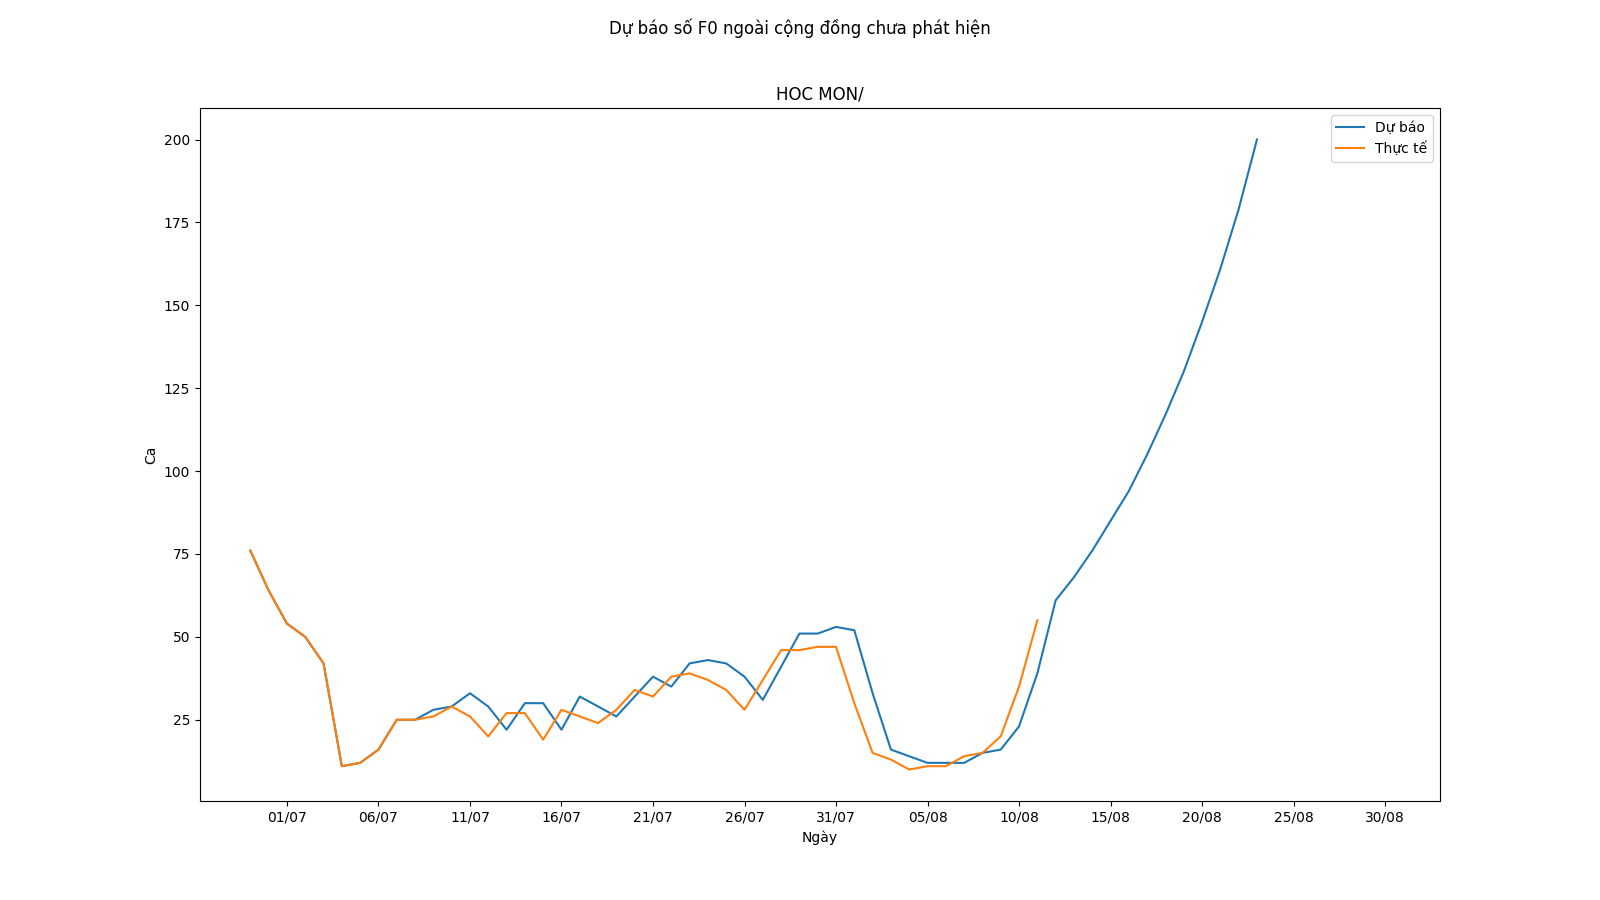 Dự báo số F0 ngoài cộng đồng chưa phát hiện
HOC MON/
Dự báo
Thực tế
200
175
150
125
100
75
50
25
Ca
01/07 06/07 11/07 16/07 21/07 26/07 31/07 05/08 10/08 15/08 20/08 25/08 30/08
Ngày